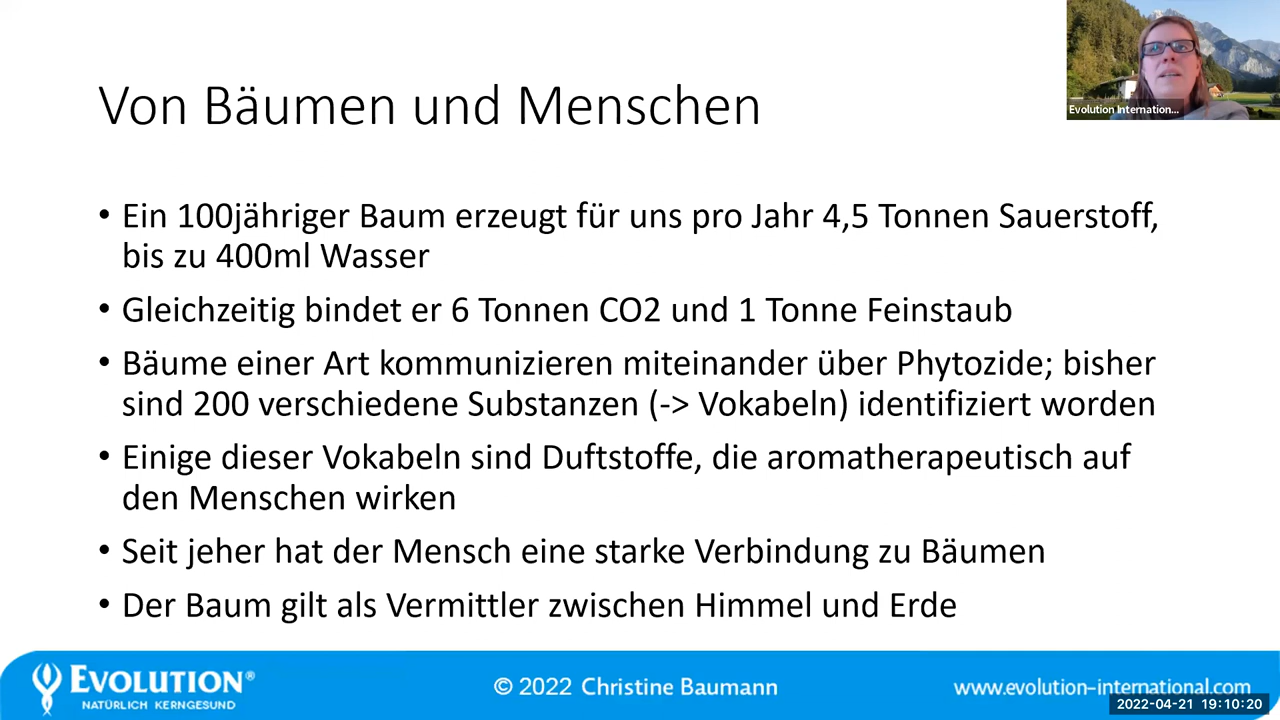 Von Bäumen und Menschen
Evolution Internation...
• Ein 100jähriger Baum erzeugt für uns pro Jahr 4,5 Tonnen Sauerstoff,
bis zu 400ml Wasser
• Gleichzeitig bindet er 6 Tonnen CO2 und 1 Tonne Feinstaub
• Bäume einer Art kommunizieren miteinander über Phytozide; bisher
sind 200 verschiedene Substanzen (-> Vokabeln) identifiziert worden
• Einige dieser Vokabeln sind Duftstoffe, die aromatherapeutisch auf
den Menschen wirken
• Seit jeher hat der Mensch eine starke Verbindung zu Bäumen
• Der Baum gilt als Vermittler zwischen Himmel und Erde
EVOLUTION®
NATÜRLICH KERNGESUND
© 2022 Christine Baumann
www.evolution-international.com
2022-04-21 19:10:20